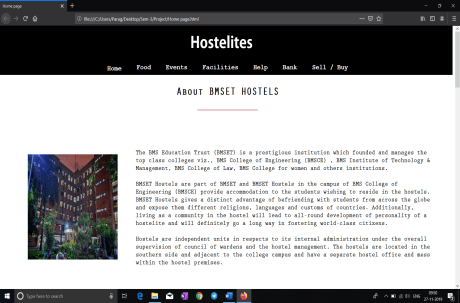 Home page
file:///C:/Users/Parag/Desktop/Sem-3/Project/Home page.html
Hostelites
Home Food Events Facilities Help Bank Sell / Buy
About BMSET HOSTELS
The BMS Education Trust (BMSET) is a prestigious institution which founded and manages the
top class colleges viz., BMS College of Engineering (BMSCE) , BMS Institute of Technology &
Management, BMS College of Law, BMS College for women and others institutions.
BMSET Hostels are part of BMSET and BMSET Hostels in the campus of BMS College of
Engineering (BMSCE) provide accommodation to the students wishing to reside in the hostels.
BMSET Hostels gives a distinct advantage of befriending with students from across the globe
and expose them different religions, languages and customs of countries. Additionally,
living as a community in the hostel will lead to all-round development of personality of a
hostelite and will definitely go a long way in fostering world-class citizens.
Hostels are independent units in respects to its internal administration under the overall
supervision of council of wardens and the hostel management. The hostels are located in the
southern side and adjacent to the college campus and have a separate hostel office and mess
within the hostel premises.
Type here to search
ENG
09:50
27-11-2019